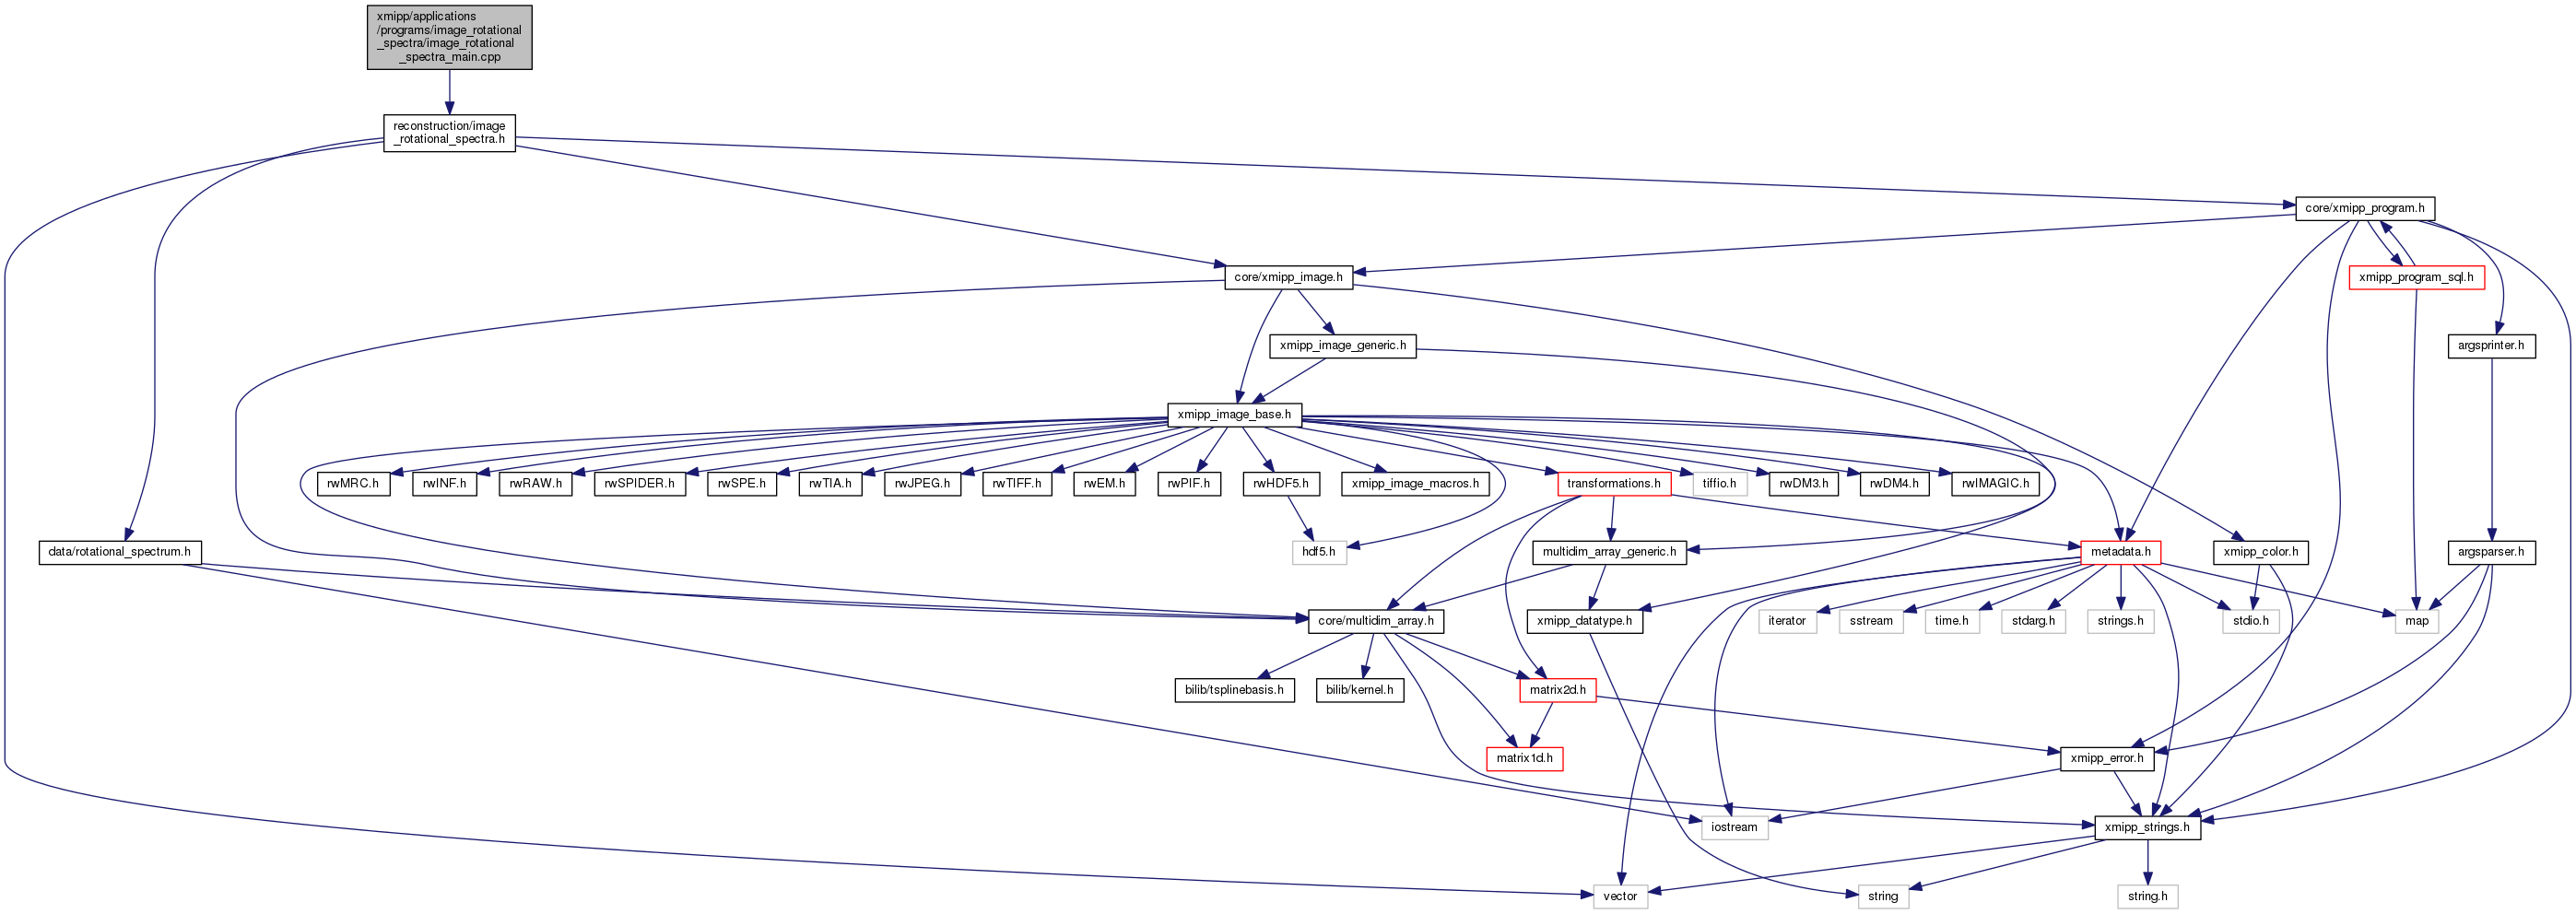 xmipp/applications
/programs/image_rotational
_spectra/image_rotational
_spectra_main.cpp
reconstruction/image
_rotational_spectra.h
core/xmipp_program.h
core/xmipp_image.h
xmipp_program_sql.h
xmipp_image_generic.h
argsprinter.h
xmipp_image_base.h
rwMRC.h
rwINF.h
rwRAW.h
rwSPIDER.h
rwSPE.h
rwTIA.h
rwJPEG.h
rwTIFF.h
rwEM.h
rwPIF.h
rwHDF5.h
xmipp_image_macros.h
transformations.h
tiffio.h
rwDM3.h
rwDM4.h
rwIMAGIC.h
data/rotational_spectrum.h
hdf5.h
multidim_array_generic.h
metadata.h
xmipp_color.h
argsparser.h
core/multidim_array.h
xmipp_datatype.h
iterator
sstream
time.h
stdarg.h
strings.h
stdio.h
map
bilib/tsplinebasis.h
bilib/kernel.h
matrix2d.h
matrix1d.h
xmipp_error.h
iostream
xmipp_strings.h
vector
string
string.h